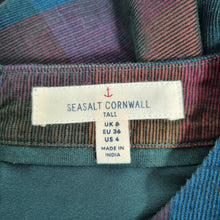 SEASALT CORNWALL
TALL
UK 8
EU 36
US 4
MADE IN
INDIA